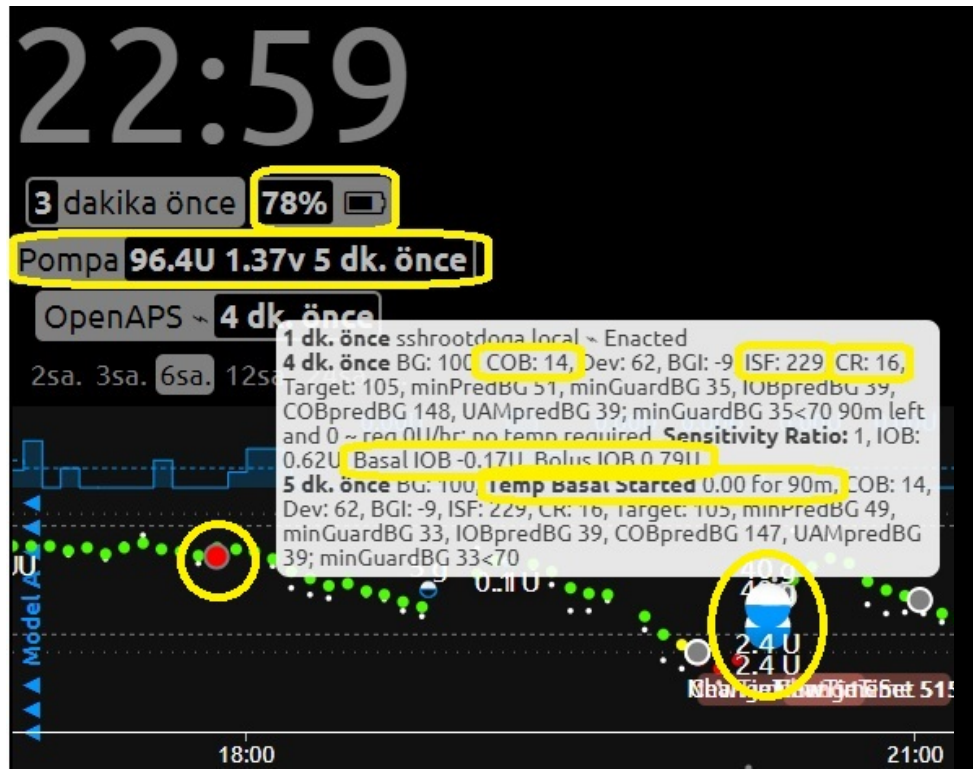 22:59
3 dakika önce 78%
Pompa 96.4U 1.37v 5 dk. önce
OpenAPS ⌁ 4 dk. önce
2sa. 3sa. 6sa.
1 dk. önce sshrootdoga.local ⌁ Enacted
4 dk. önce BG: 100, COB: 14, Dev: 62, BGI: -9, ISF: 229, CR: 16,
Target: 105, minPredBG 51, minGuardBG 35, IOBpredBG 39,
COBpredBG 148, UAMpredBG 39; minGuardBG 35<70 90m left
and 0 ~ req 0U/hr: no temp required, Sensitivity Ratio: 1, IOB:
0.62U, Basal IOB -0.17U, Bolus IOB 0.79U
5 dk. önce BG: 100, Temp Basal Started 0.00 for 90m, COB: 14,
Dev: 62, BGI: -9, ISF: 229, CR: 16, Target: 105, minPredBG 49,
minGuardBG 33, IOBpredBG 39, COBpredBG 147, UAMpredBG
39; minGuardBG 33<70
40 g
2.4 U
2.4 U
Model A
18:00
21:00